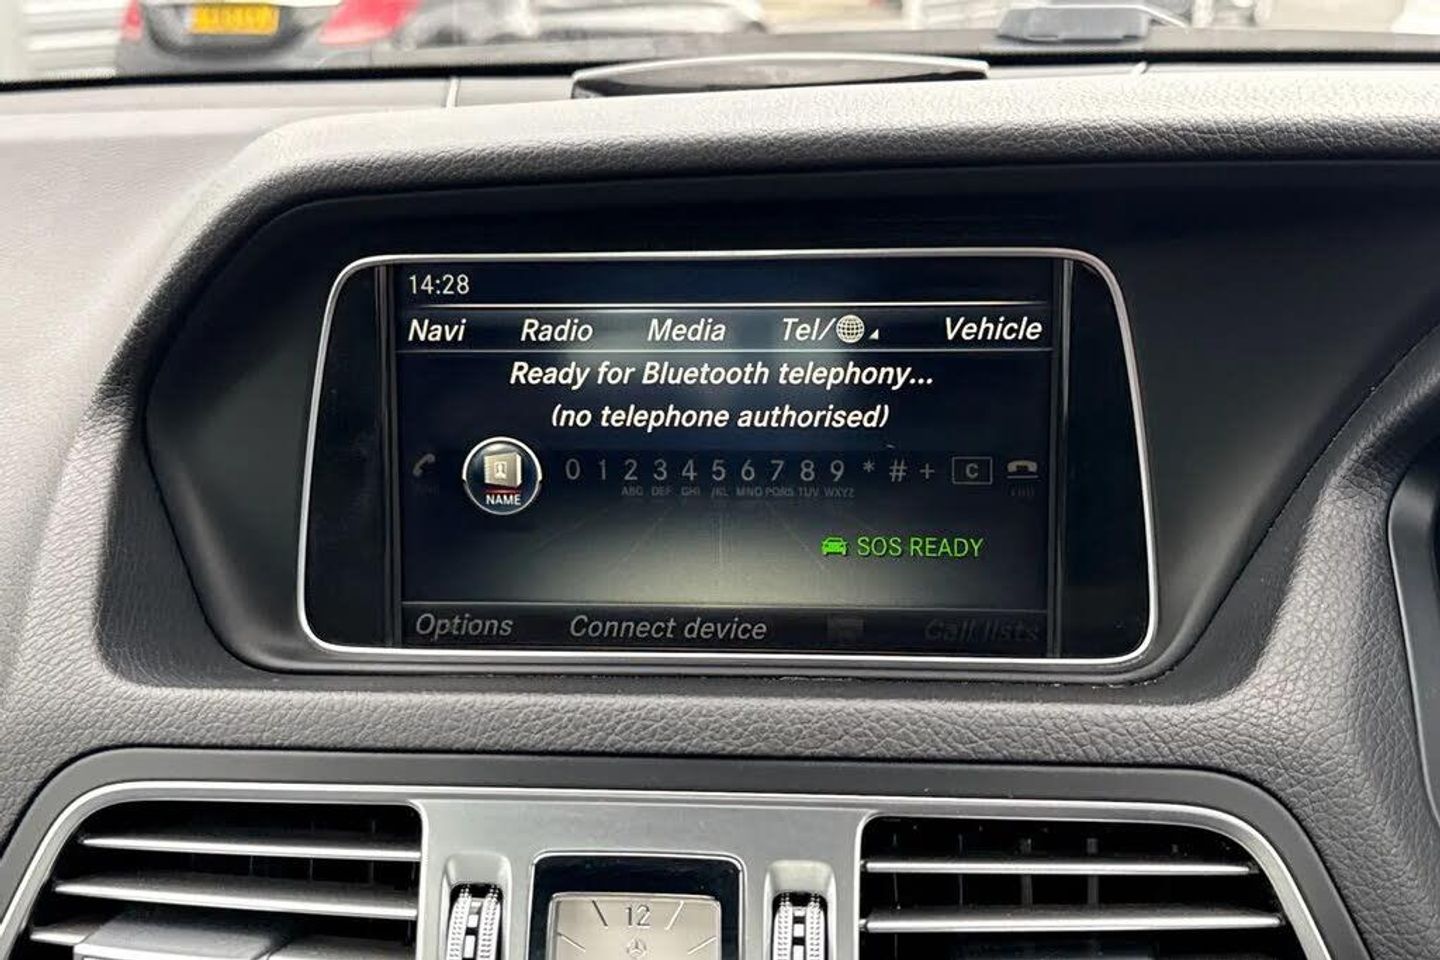 14:28
Navi Radio Media Tel/ Vehicle
Ready for Bluetooth telephony...
(no telephone authorised)
NAME 0 1 2 3 4 5 6 7 8 9 * # + C
ABC DEF GHI JKL MNO PQRS TUV WXYZ END
SOS READY
Options Connect device Call lists
12